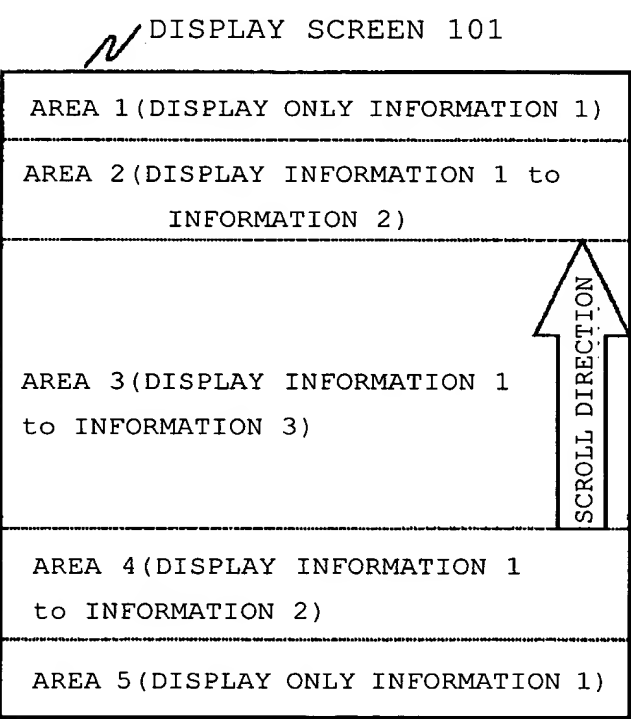 DISPLAY SCREEN 101
AREA 1(DISPLAY ONLY INFORMATION 1)
AREA 2(DISPLAY INFORMATION 1 to
INFORMATION 2)
AREA 3(DISPLAY INFORMATION 1
to INFORMATION 3)
SCROLL DIRECTION
AREA 4(DISPLAY INFORMATION 1
to INFORMATION 2)
AREA 5(DISPLAY ONLY INFORMATION 1)